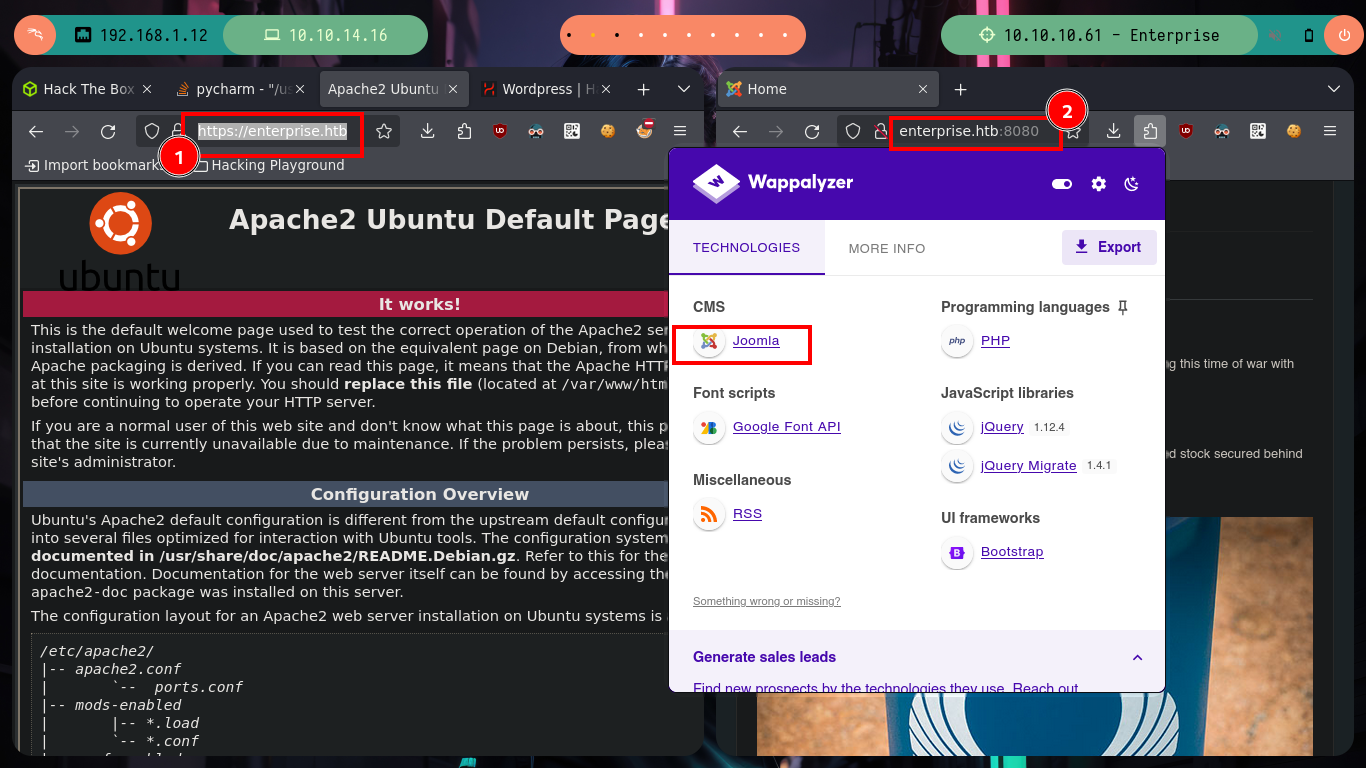 192.168.1.12
10.10.14.16
10.10.10.61 - Enterprise
Hack The Box
pycharm - "/us
Apache2 Ubuntu
Wordpress | H
Home
https://enterprise.htb
enterprise.htb:8080
1
2
Import bookmark
Hacking Playground
Wappalyzer
TECHNOLOGIES
MORE INFO
Export
CMS
Joomla
Font scripts
Google Font API
Miscellaneous
RSS
Programming languages
php
PHP
JavaScript libraries
jQuery 1.12.4
jQuery Migrate 1.4.1
UI frameworks
Bootstrap
Something wrong or missing?
Generate sales leads
Find new prospects by the technologies they use. Reach out
ubuntu
Apache2 Ubuntu Default Page
It works!
This is the default welcome page used to test the correct operation of the Apache2 ser
installation on Ubuntu systems. It is based on the equivalent page on Debian, from wh
Apache packaging is derived. If you can read this page, it means that the Apache HTTP
at this site is working properly. You should replace this file (located at /var/www/htm
before continuing to operate your HTTP server.
If you are a normal user of this web site and don't know what this page is about, this p
that the site is currently unavailable due to maintenance. If the problem persists, pleas
site's administrator.
Configuration Overview
Ubuntu's Apache2 default configuration is different from the upstream default configur
into several files optimized for interaction with Ubuntu tools. The configuration system
documented in /usr/share/doc/apache2/README.Debian.gz. Refer to this for the
documentation. Documentation for the web server itself can be found by accessing the
apache2-doc package was installed on this server.
The configuration layout for an Apache2 web server installation on Ubuntu systems is
/etc/apache2/
|-- apache2.conf
| `-- ports.conf
|-- mods-enabled
| |-- *.load
| `-- *.conf
g this time of war with
d stock secured behind